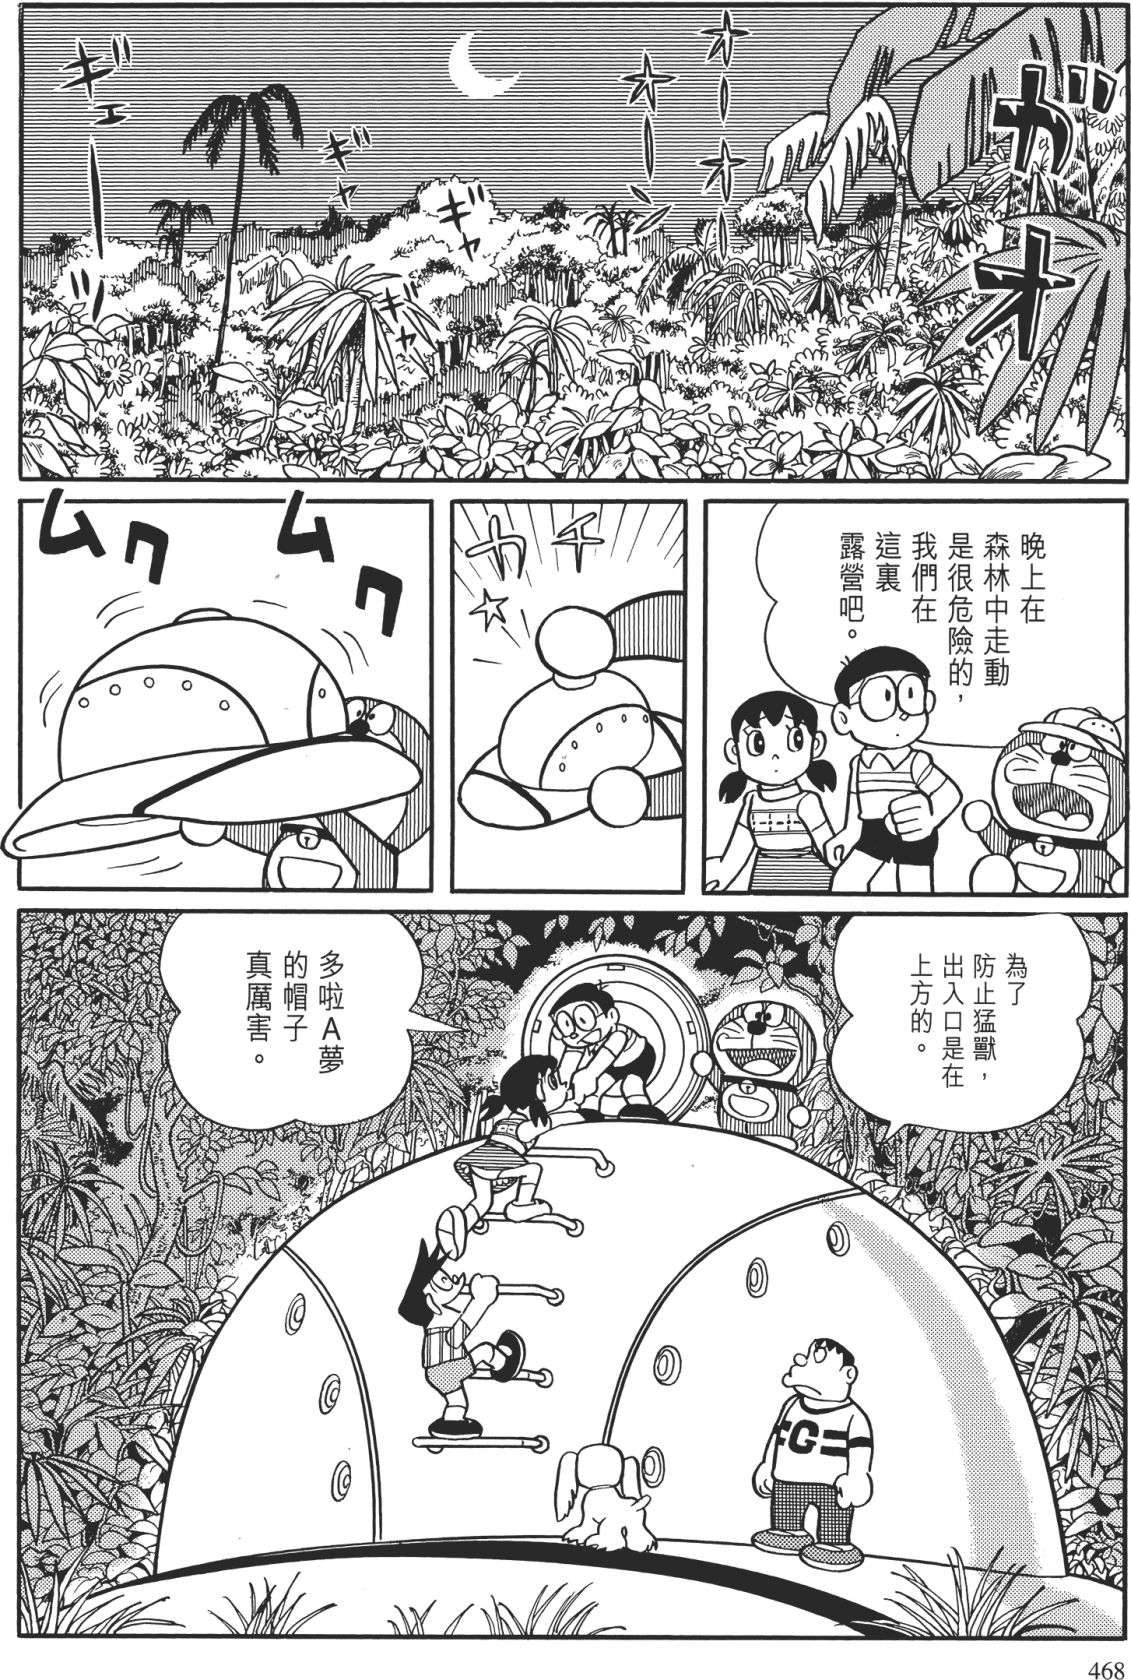 ガオ
オーオー
オーオーン
ギャ
ギャ
ギャー
ギェーッ
晚上在
森林中走動
是很危險的，
我們在
這裏
露營吧。
カチ
ムク
ムク
為了
防止猛獸，
出入口是在
上方的。
多啦A夢
的帽子
真厲害。
G
468